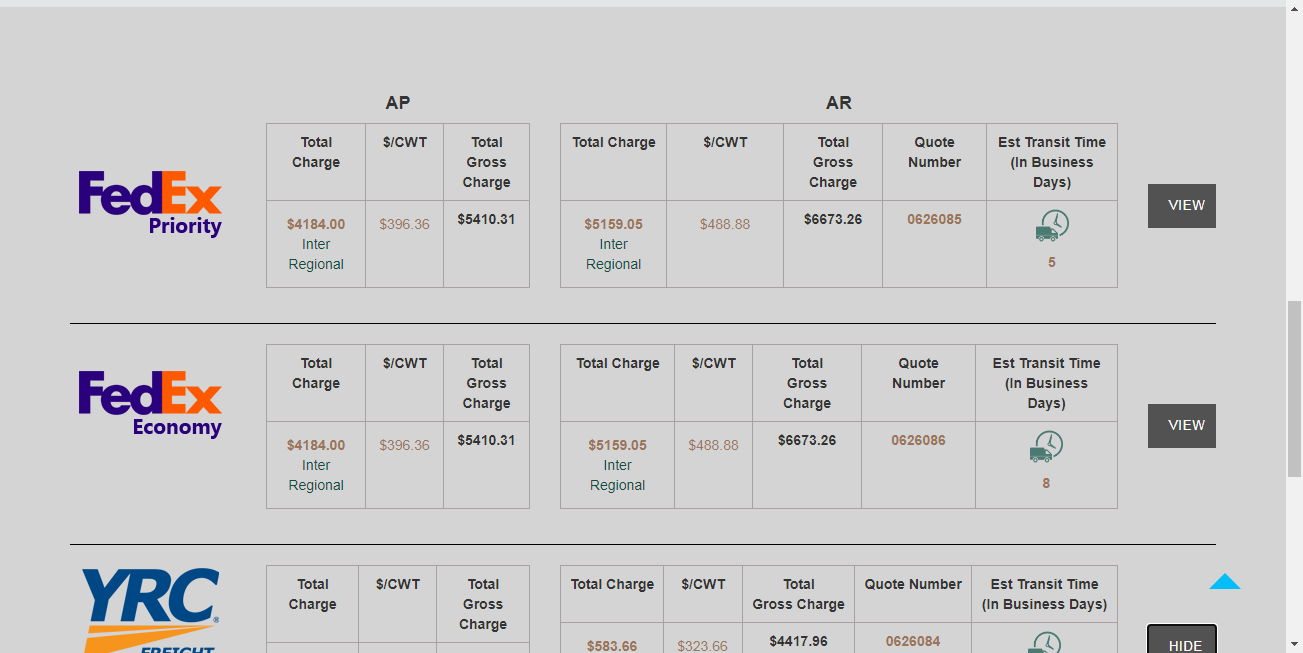 AP
AR
Total Charge $/CWT Total Gross Charge
Total Charge $/CWT Total Gross Charge Quote Number Est Transit Time (In Business Days)
FedEx Priority
$4184.00 Inter Regional $396.36 $5410.31
$5159.05 Inter Regional $488.88 $6673.26 0626085 5
VIEW
Total Charge $/CWT Total Gross Charge
Total Charge $/CWT Total Gross Charge Quote Number Est Transit Time (In Business Days)
FedEx Economy
$4184.00 Inter Regional $396.36 $5410.31
$5159.05 Inter Regional $488.88 $6673.26 0626086 8
VIEW
YRC FREIGHT
Total Charge $/CWT Total Gross Charge
Total Charge $/CWT Total Gross Charge Quote Number Est Transit Time (In Business Days)
$583.66 $323.66 $4417.96 0626084
HIDE